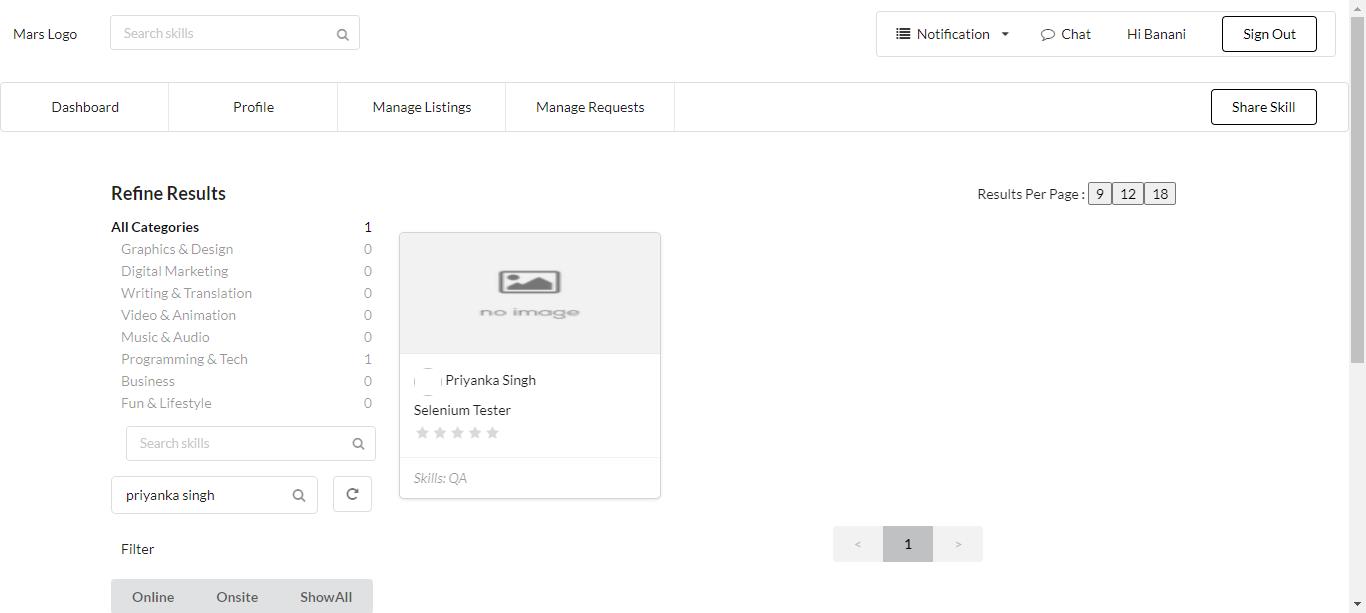 Mars Logo
Search skills
Notification
Chat
Hi Banani
Sign Out
Dashboard
Profile
Manage Listings
Manage Requests
Share Skill
Refine Results
Results Per Page : 9 12 18
All Categories 1
Graphics & Design 0
Digital Marketing 0
Writing & Translation 0
Video & Animation 0
Music & Audio 0
Programming & Tech 1
Business 0
Fun & Lifestyle 0
Search skills
priyanka singh
Filter
Online
Onsite
ShowAll
no image
Priyanka Singh
Selenium Tester
Skills: QA
< 1 >